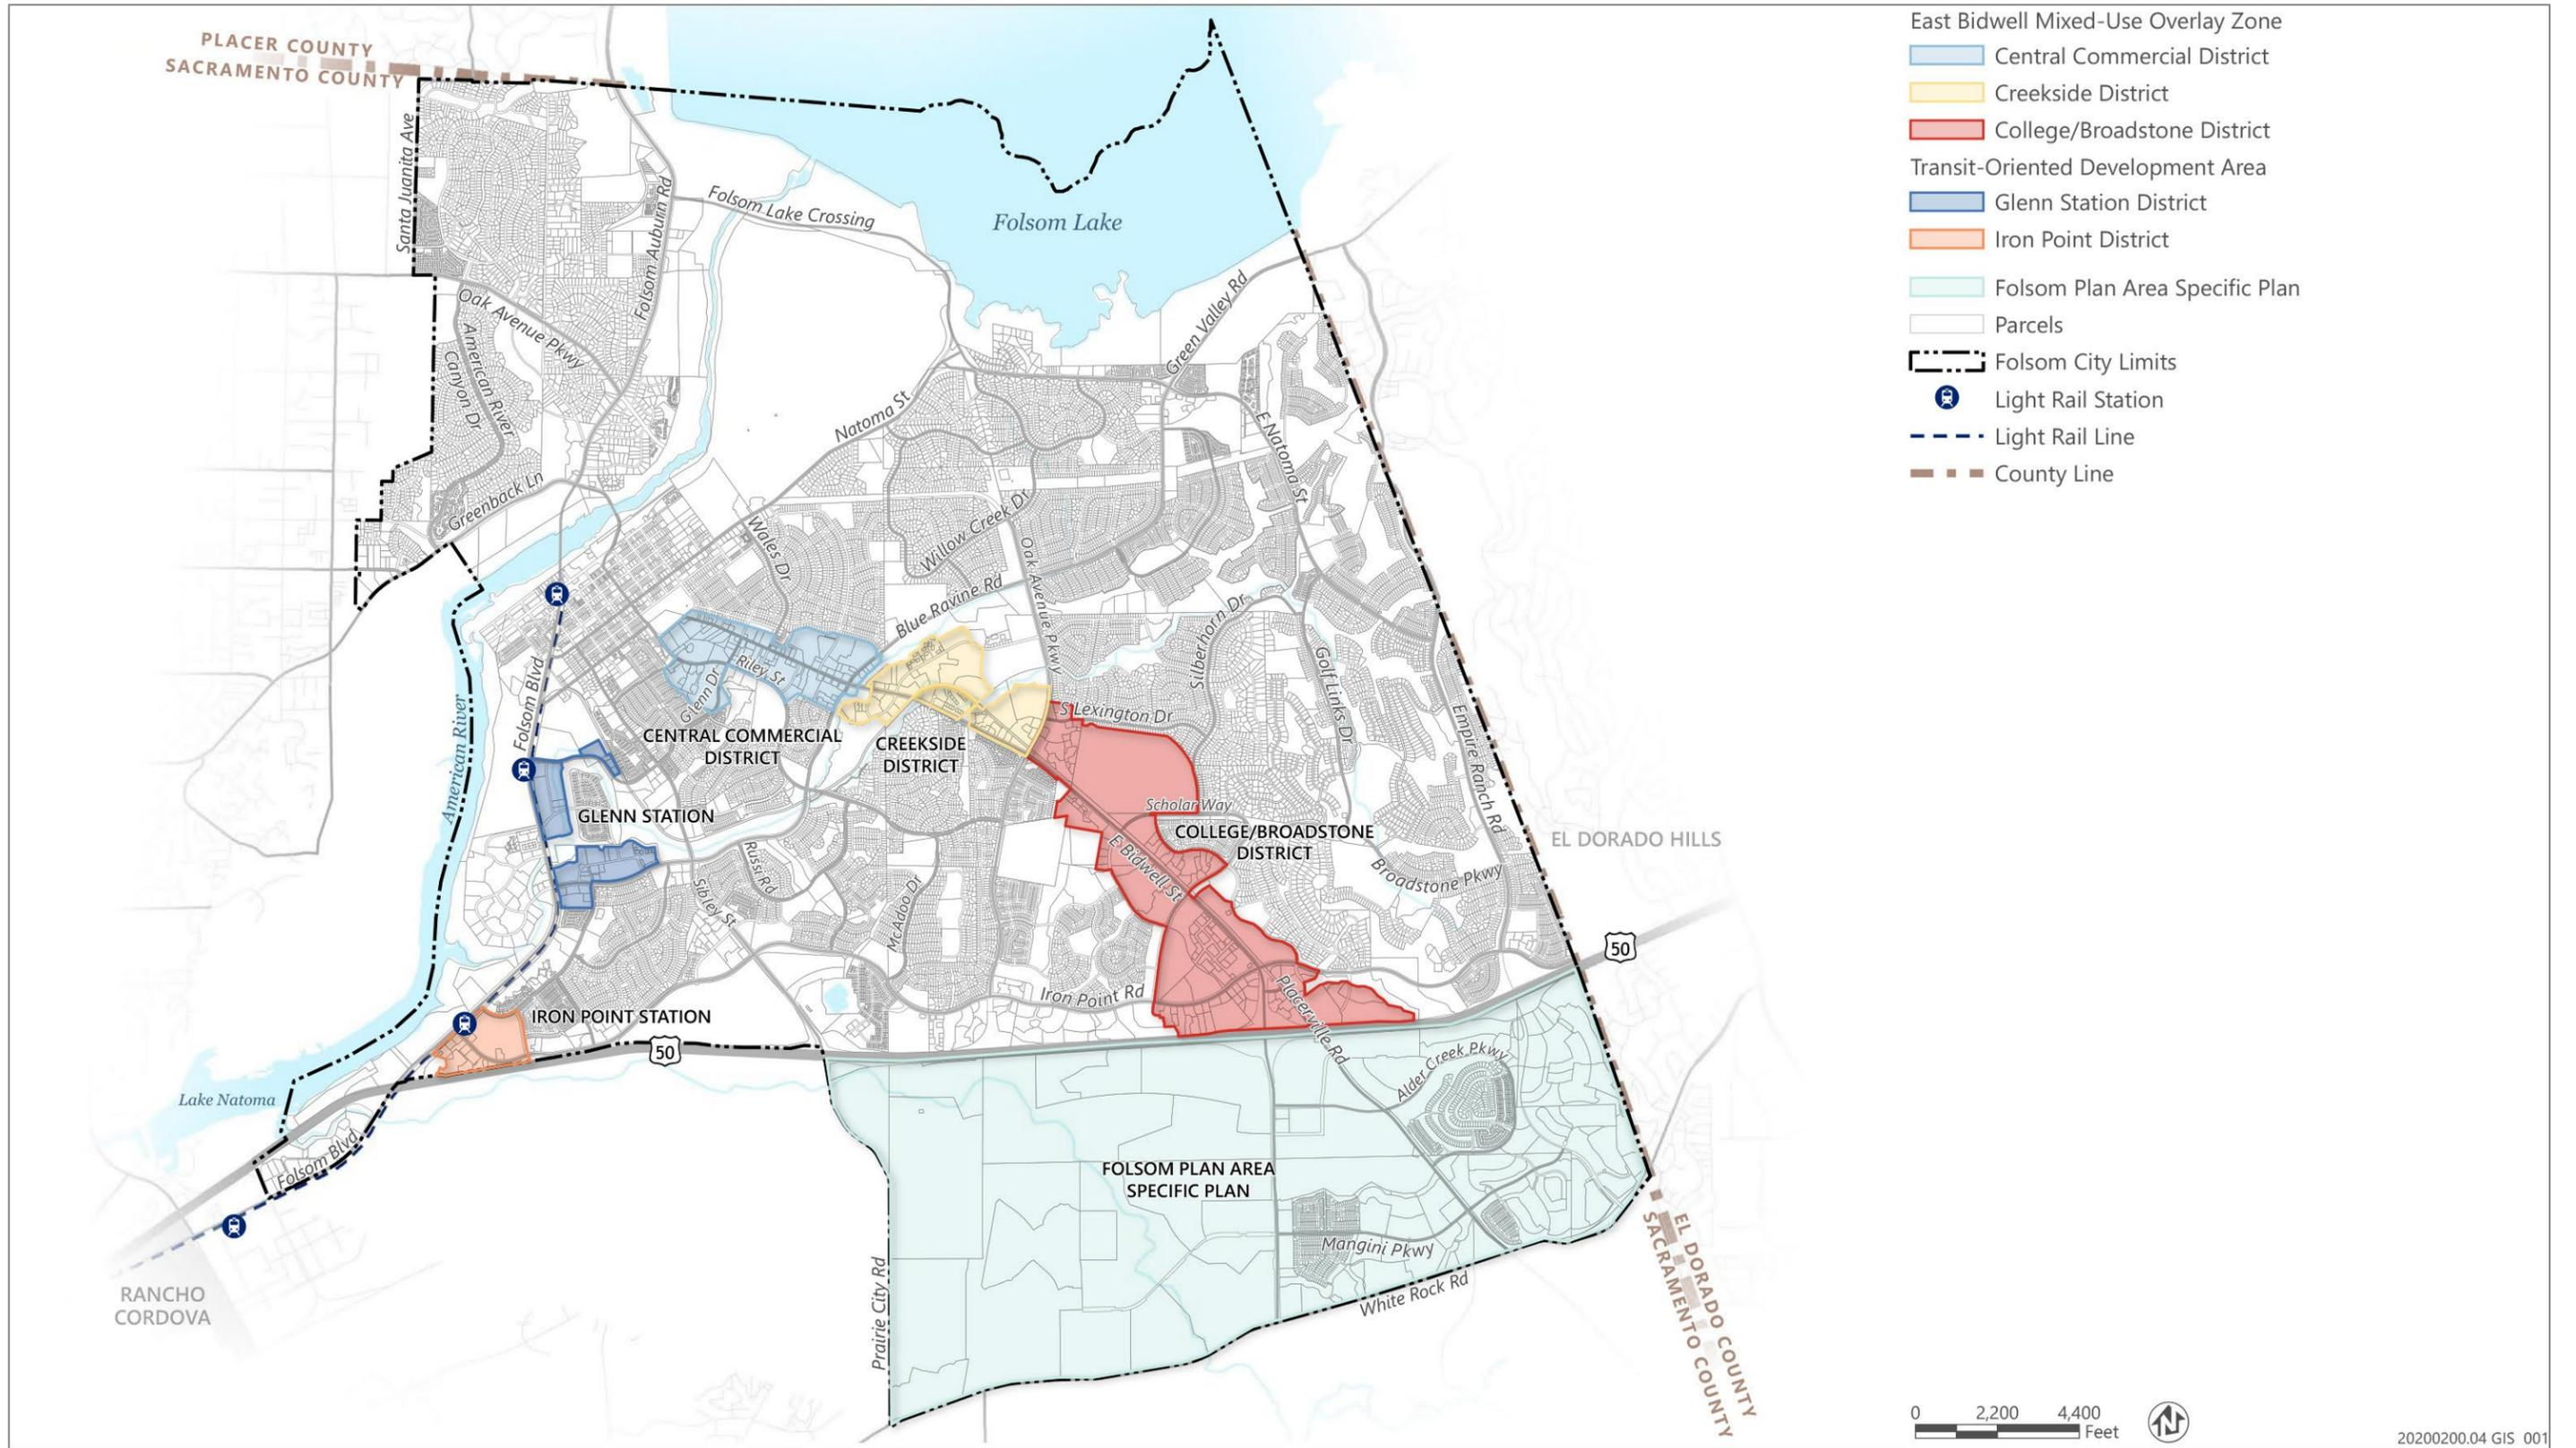 PLACER COUNTY
SACRAMENTO COUNTY
Santa Juanita Ave
Folsom Auburn Rd
Folsom Lake Crossing
Folsom Lake
Oak Avenue Pkwy
American River
Canyon Dr
Green Valley Rd
Natoma St
E Natoma St
Greenback Ln
Wales Dr
Willow Creek Dr
Oak Avenue Pkwy
Blue Ravine Rd
Silberhorn Dr
Golf Links Dr
Folsom Blvd
Riley St
Glenn Dr
American River
S Lexington Dr
Empire Ranch Rd
CENTRAL COMMERCIAL
DISTRICT
CREEKSIDE
DISTRICT
GLENN STATION
Scholar Way
COLLEGE/BROADSTONE
DISTRICT
EL DORADO HILLS
E Bidwell St
Broadstone Pkwy
Russi Rd
Sibley St
McAdoo Dr
50
Iron Point Rd
Placerville Rd
IRON POINT STATION
50
Alder Creek Pkwy
Lake Natoma
Folsom Blvd
FOLSOM PLAN AREA
SPECIFIC PLAN
Mangini Pkwy
White Rock Rd
Prairie City Rd
RANCHO
CORDOVA
EL DORADO COUNTY
SACRAMENTO COUNTY
East Bidwell Mixed-Use Overlay Zone
Central Commercial District
Creekside District
College/Broadstone District
Transit-Oriented Development Area
Glenn Station District
Iron Point District
Folsom Plan Area Specific Plan
Parcels
Folsom City Limits
Light Rail Station
Light Rail Line
County Line
0 2,200 4,400
Feet
N
20200200.04 GIS 001